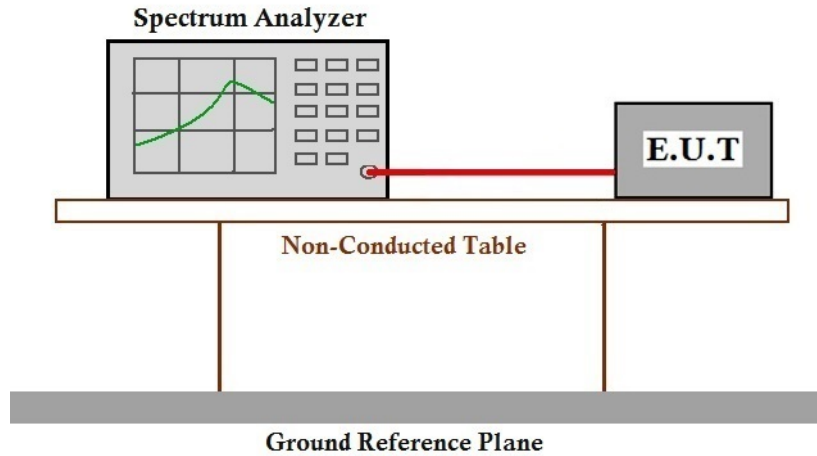 Spectrum Analyzer
E.U.T
Non-Conducted Table
Ground Reference Plane